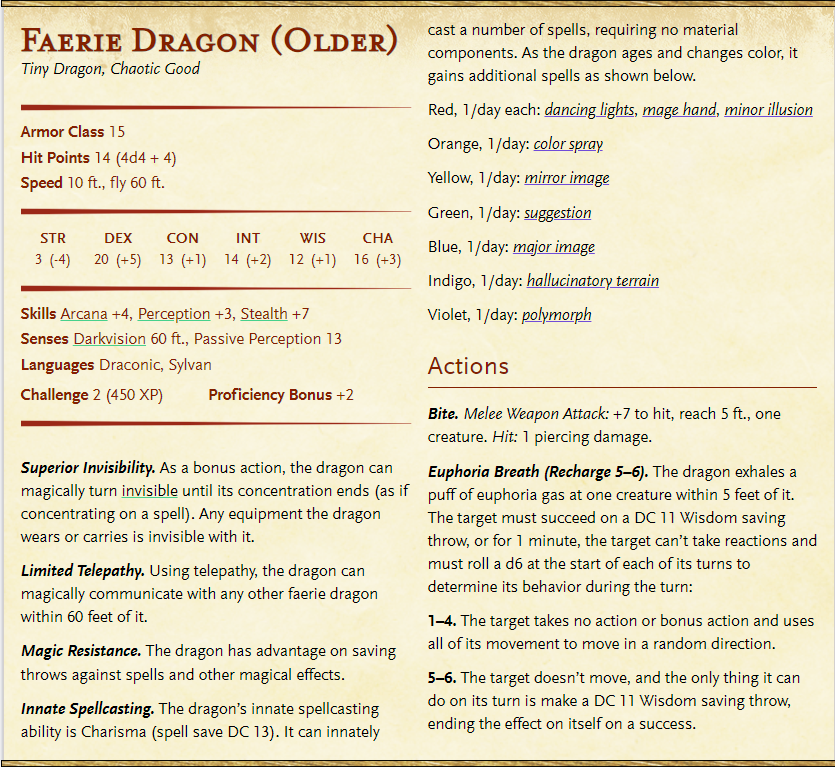 Faerie Dragon (Older)
Tiny Dragon, Chaotic Good
Armor Class 15
Hit Points 14 (4d4 + 4)
Speed 10 ft., fly 60 ft.
STR DEX CON INT WIS CHA
3 (-4) 20 (+5) 13 (+1) 14 (+2) 12 (+1) 16 (+3)
Skills Arcana +4, Perception +3, Stealth +7
Senses Darkvision 60 ft., Passive Perception 13
Languages Draconic, Sylvan
Challenge 2 (450 XP) Proficiency Bonus +2
Superior Invisibility. As a bonus action, the dragon can
magically turn invisible until its concentration ends (as if
concentrating on a spell). Any equipment the dragon
wears or carries is invisible with it.
Limited Telepathy. Using telepathy, the dragon can
magically communicate with any other faerie dragon
within 60 feet of it.
Magic Resistance. The dragon has advantage on saving
throws against spells and other magical effects.
Innate Spellcasting. The dragon's innate spellcasting
ability is Charisma (spell save DC 13). It can innately
cast a number of spells, requiring no material
components. As the dragon ages and changes color, it
gains additional spells as shown below.
Red, 1/day each: dancing lights, mage hand, minor illusion
Orange, 1/day: color spray
Yellow, 1/day: mirror image
Green, 1/day: suggestion
Blue, 1/day: major image
Indigo, 1/day: hallucinatory terrain
Violet, 1/day: polymorph
Actions
Bite. Melee Weapon Attack: +7 to hit, reach 5 ft., one
creature. Hit: 1 piercing damage.
Euphoria Breath (Recharge 5–6). The dragon exhales a
puff of euphoria gas at one creature within 5 feet of it.
The target must succeed on a DC 11 Wisdom saving
throw, or for 1 minute, the target can't take reactions and
must roll a d6 at the start of each of its turns to
determine its behavior during the turn:
1–4. The target takes no action or bonus action and uses
all of its movement to move in a random direction.
5–6. The target doesn't move, and the only thing it can
do on its turn is make a DC 11 Wisdom saving throw,
ending the effect on itself on a success.